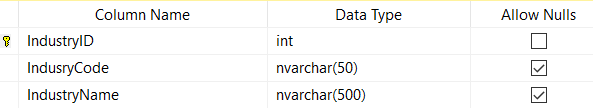 Column Name Data Type Allow Nulls
IndustryID int
IndusryCode nvarchar(50)
IndustryName nvarchar(500)